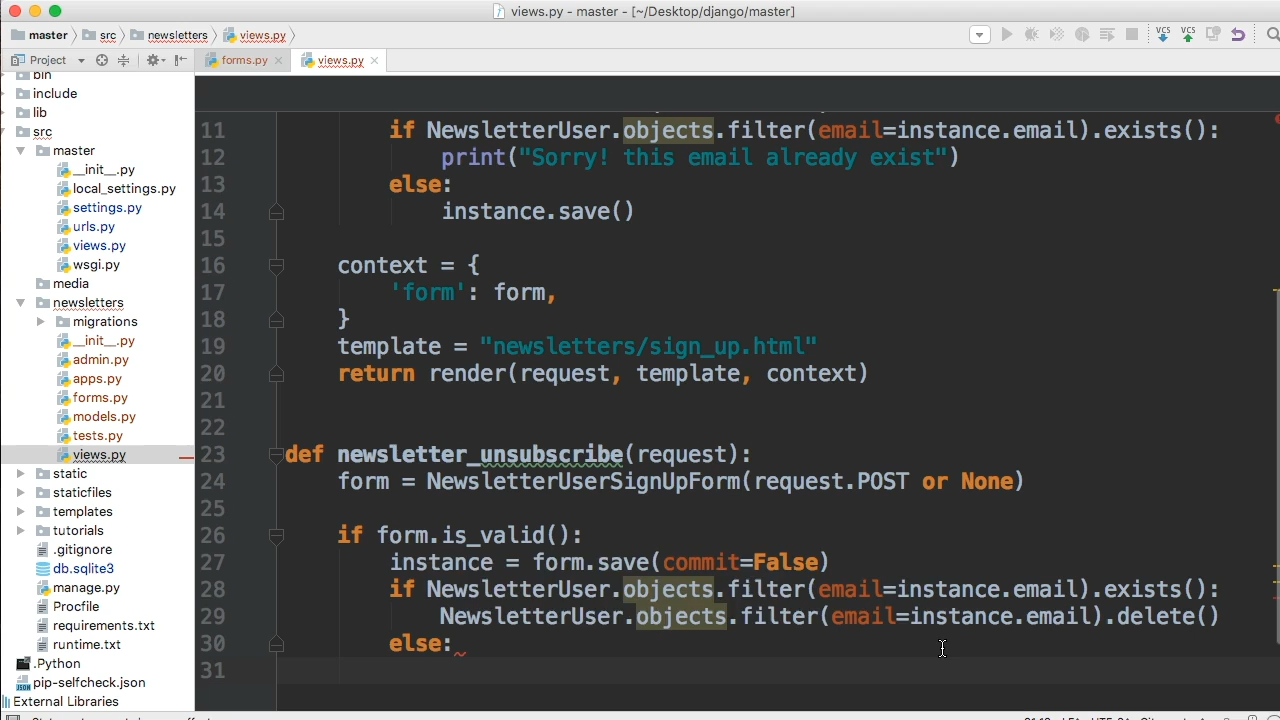 views.py - master - [~/Desktop/django/master]
master src newsletters views.py
VCS VCS
Project forms.py views.py
bin
include
lib
src
master
__init__.py
local_settings.py
settings.py
urls.py
views.py
wsgi.py
media
newsletters
migrations
__init__.py
admin.py
apps.py
forms.py
models.py
tests.py
views.py
static
staticfiles
templates
tutorials
.gitignore
db.sqlite3
manage.py
Procfile
requirements.txt
runtime.txt
.Python
pip-selfcheck.json
External Libraries
11 if NewsletterUser.objects.filter(email=instance.email).exists():
12 print("Sorry! this email already exist")
13 else:
14 instance.save()
15
16 context = {
17 'form': form,
18 }
19 template = "newsletters/sign_up.html"
20 return render(request, template, context)
21
22
23 def newsletter_unsubscribe(request):
24 form = NewsletterUserSignUpForm(request.POST or None)
25
26 if form.is_valid():
27 instance = form.save(commit=False)
28 if NewsletterUser.objects.filter(email=instance.email).exists():
29 NewsletterUser.objects.filter(email=instance.email).delete()
30 else:
31